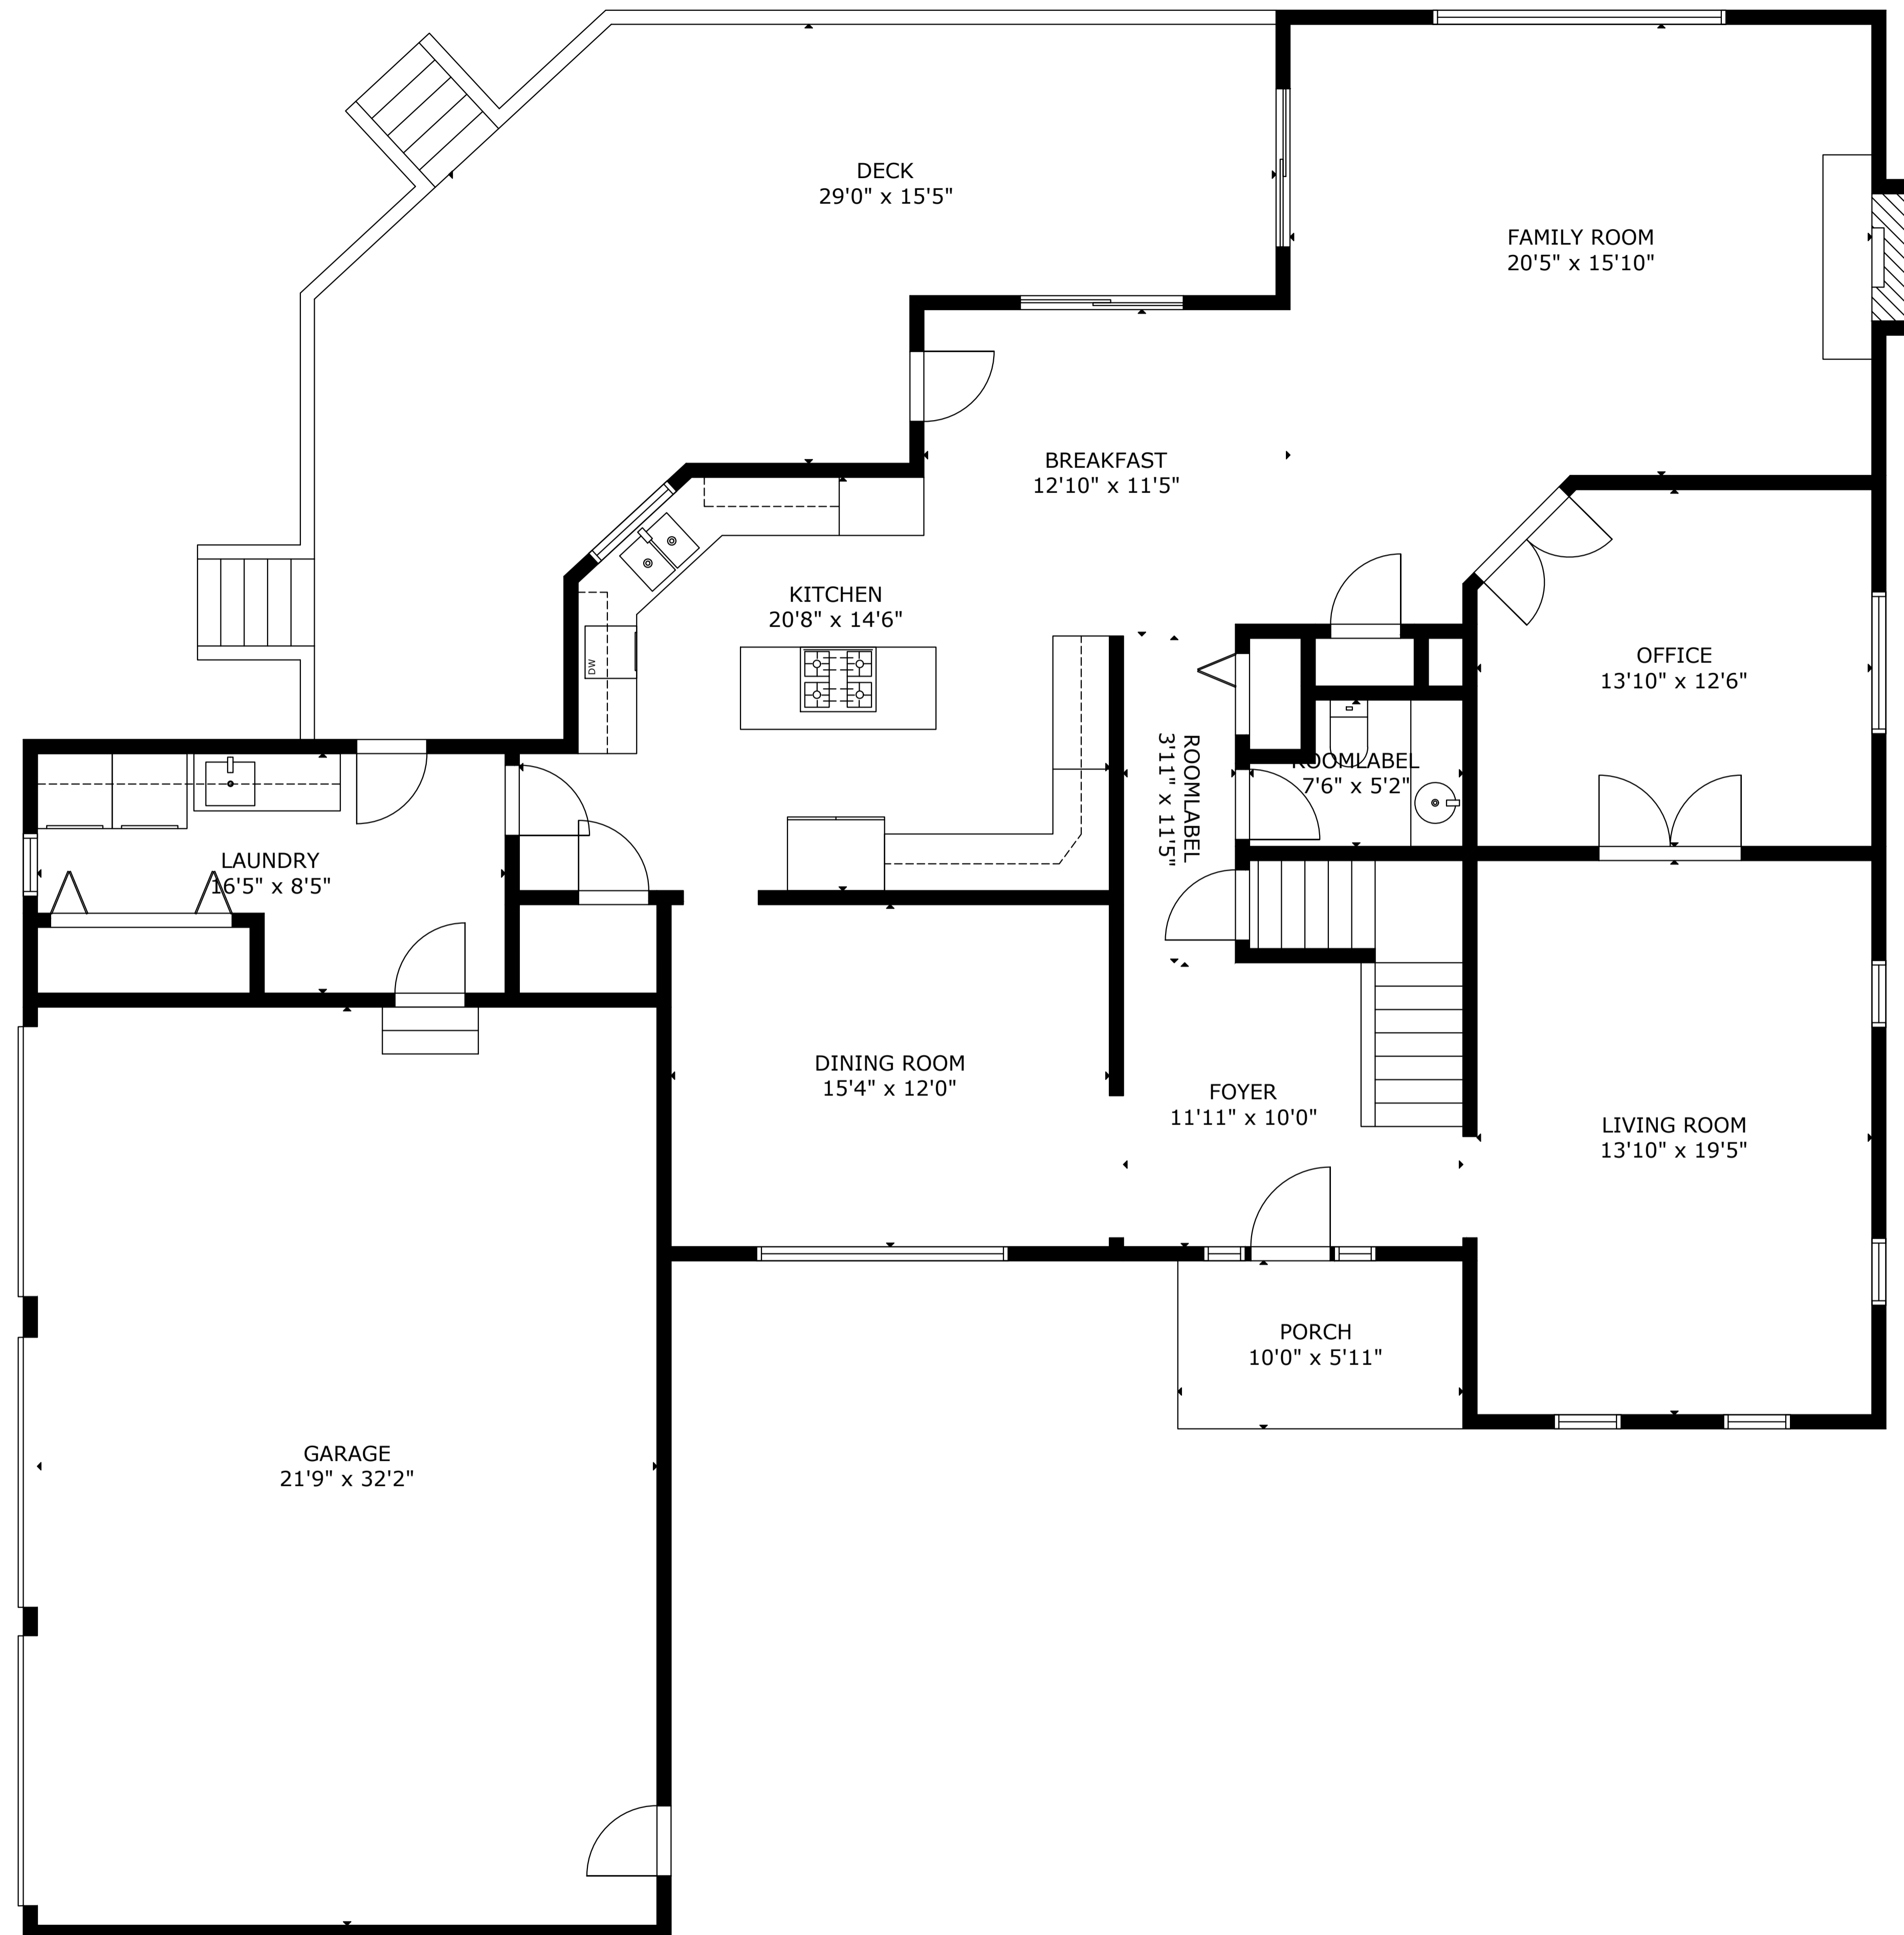 DECK
29'0" x 15'5"
FAMILY ROOM
20'5" x 15'10"
BREAKFAST
12'10" x 11'5"
KITCHEN
20'8" x 14'6"
DW
OFFICE
13'10" x 12'6"
ROOMLABEL
3'11" x 11'5"
ROOMLABEL
7'6" x 5'2"
LAUNDRY
16'5" x 8'5"
DINING ROOM
15'4" x 12'0"
FOYER
11'11" x 10'0"
LIVING ROOM
13'10" x 19'5"
PORCH
10'0" x 5'11"
GARAGE
21'9" x 32'2"